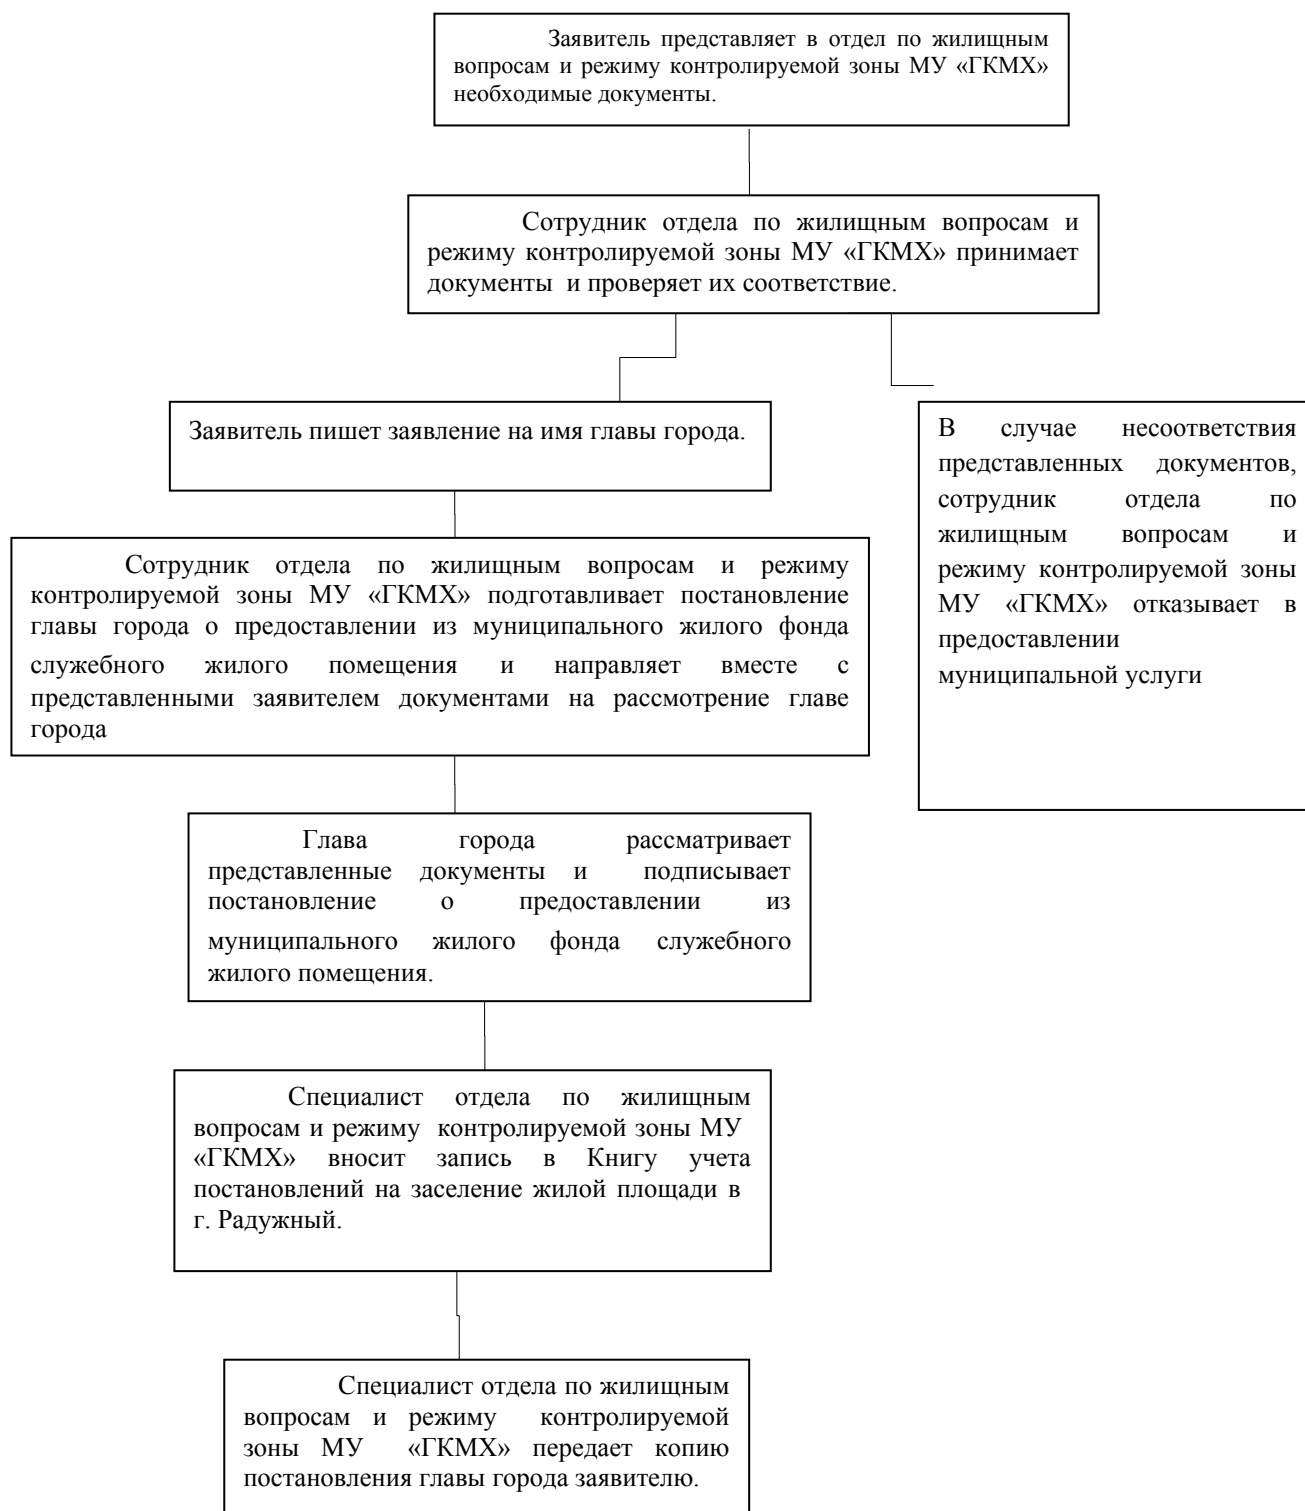 Заявитель представляет в отдел по жилищным
вопросам и режиму контролируемой зоны МУ «ГКМХ»
необходимые документы.
Сотрудник отдела по жилищным вопросам и
режиму контролируемой зоны МУ «ГКМХ» принимает
документы и проверяет их соответствие.
Заявитель пишет заявление на имя главы города.
В случае несоответствия
представленных документов,
сотрудник отдела по
жилищным вопросам и
режиму контролируемой зоны
МУ «ГКМХ» отказывает в
предоставлении
муниципальной услуги
Сотрудник отдела по жилищным вопросам и режиму
контролируемой зоны МУ «ГКМХ» подготавливает постановление
главы города о предоставлении из муниципального жилого фонда
служебного жилого помещения и направляет вместе с
представленными заявителем документами на рассмотрение главе
города
Глава города рассматривает
представленные документы и подписывает
постановление о предоставлении из
муниципального жилого фонда служебного
жилого помещения.
Специалист отдела по жилищным
вопросам и режиму контролируемой зоны МУ
«ГКМХ» вносит запись в Книгу учета
постановлений на заселение жилой площади в
г. Радужный.
Специалист отдела по жилищным
вопросам и режиму контролируемой
зоны МУ «ГКМХ» передает копию
постановления главы города заявителю.